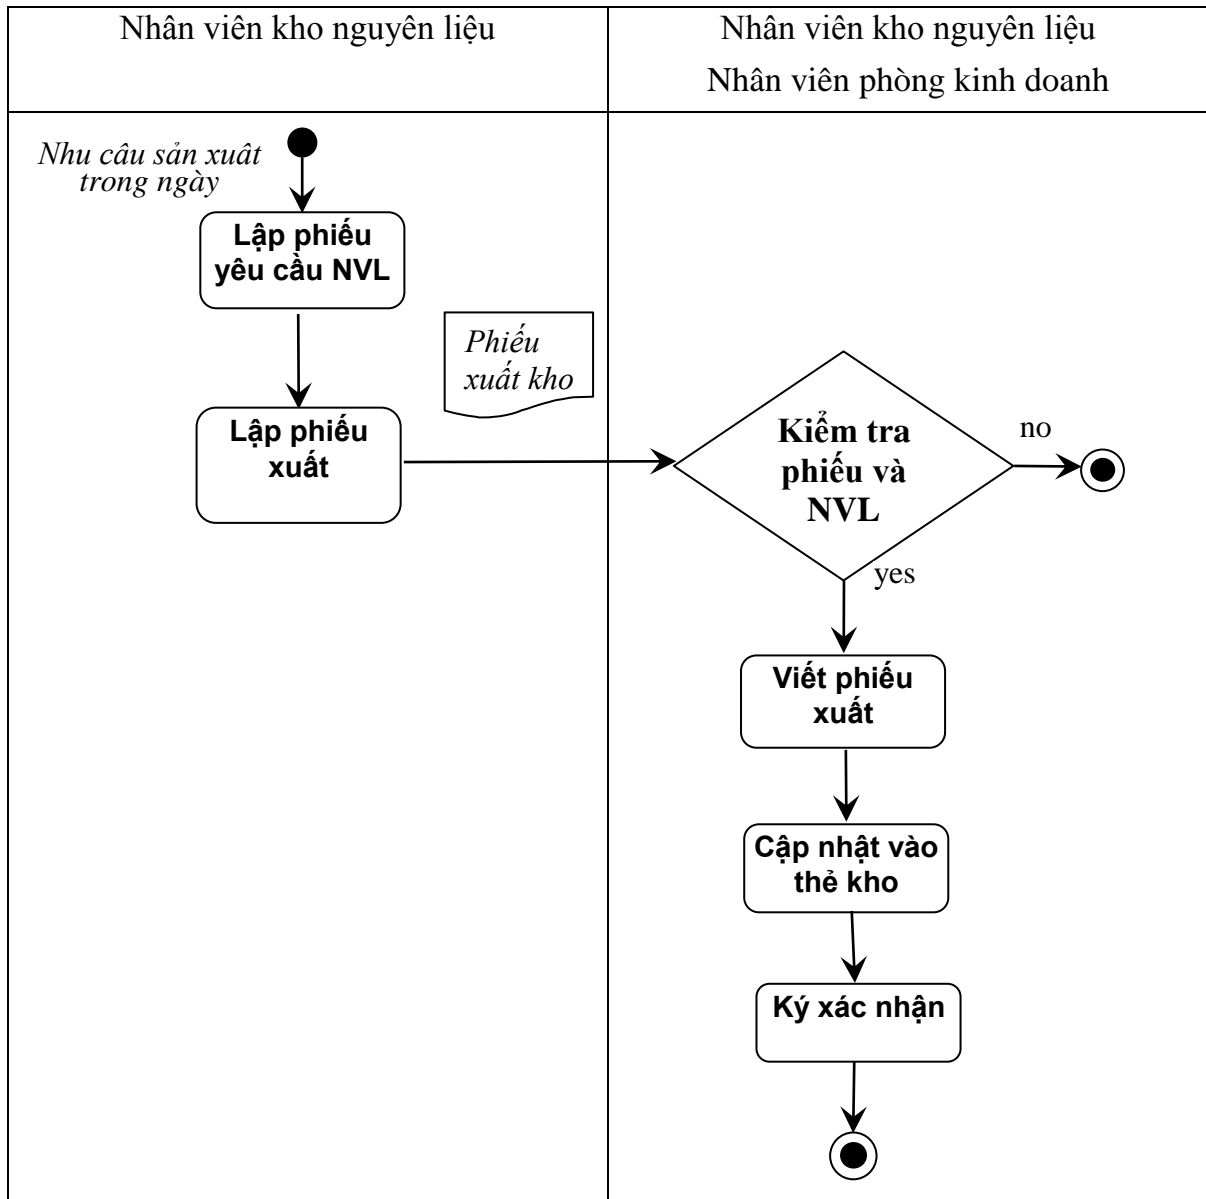 Nhân viên kho nguyên liệu
Nhân viên kho nguyên liệu
Nhân viên phòng kinh doanh
Nhu câu sản xuât
trong ngày
Lập phiếu
yêu cầu NVL
Phiếu
xuất kho
Lập phiếu
xuất
Kiểm tra
phiếu và
NVL
no
yes
Viết phiếu
xuất
Cập nhật vào
thẻ kho
Ký xác nhận